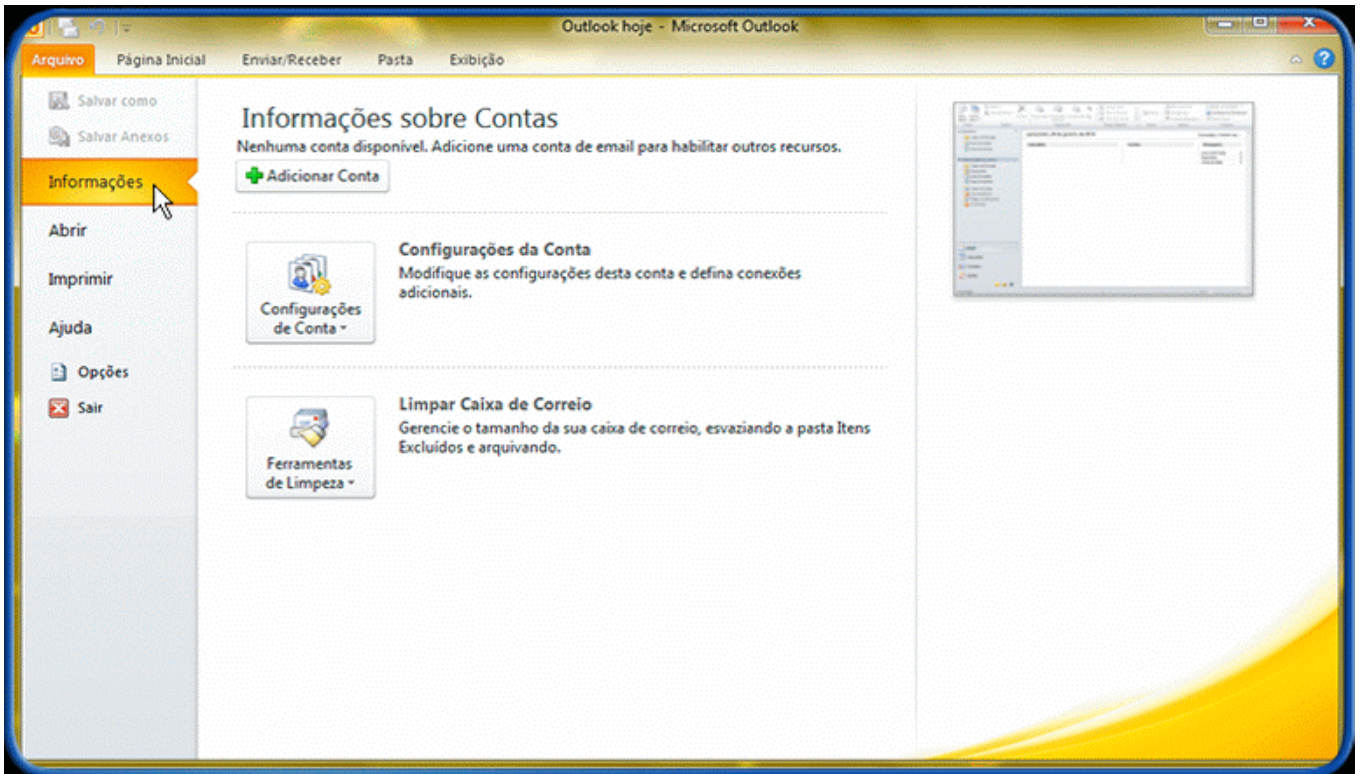 Outlook hoje - Microsoft Outlook
Arquivo Página Inicial Enviar/Receber Pasta Exibição
Salvar como
Salvar Anexos
Informações
Abrir
Imprimir
Ajuda
Opções
Sair
Informações sobre Contas
Nenhuma conta disponível. Adicione uma conta de email para habilitar outros recursos.
Adicionar Conta
Configurações
de Conta
Configurações da Conta
Modifique as configurações desta conta e defina conexões
adicionais.
Ferramentas
de Limpeza
Limpar Caixa de Correio
Gerencie o tamanho da sua caixa de correio, esvaziando a pasta Itens
Excluídos e arquivando.